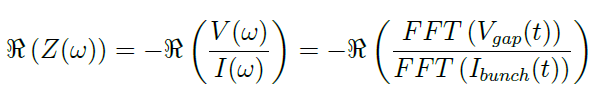 ℜ (Z(ω)) = −ℜ ( V(ω) / I(ω) ) = −ℜ ( FFT (V_gap(t)) / FFT (I_bunch(t)) )